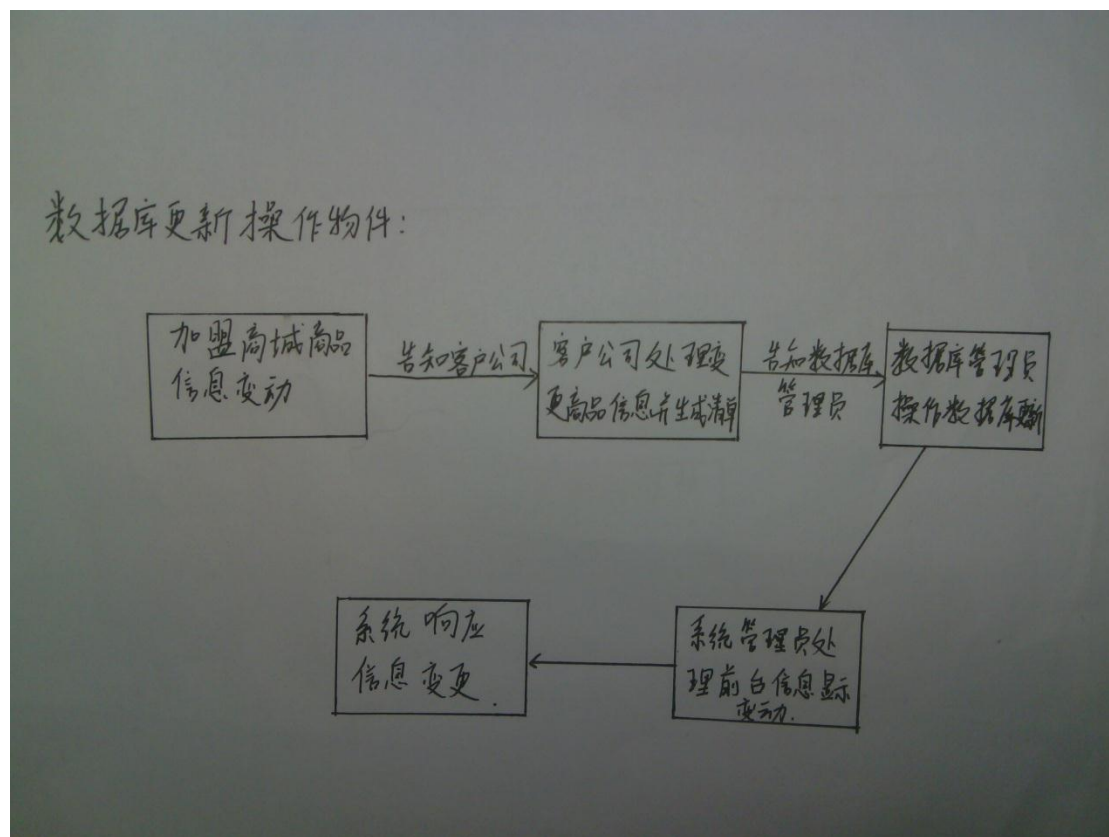 数据库更新操作物件:
加盟商城商品
信息变动
告知客户公司
客户公司处理变
更商品信息并生成清单
告知数据库
管理员
数据库管理员
操作数据库更新
系统管理员处
理前台信息显示
变动.
系统响应
信息变更.